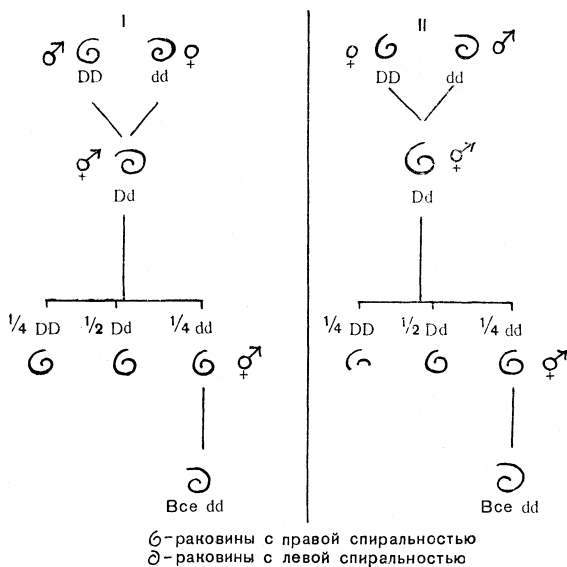 I
II
DD dd
DD dd
Dd
Dd
1/4 DD 1/2 Dd 1/4 dd
1/4 DD 1/2 Dd 1/4 dd
Все dd
Все dd
-раковины с правой спиральностью
-раковины с левой спиральностью